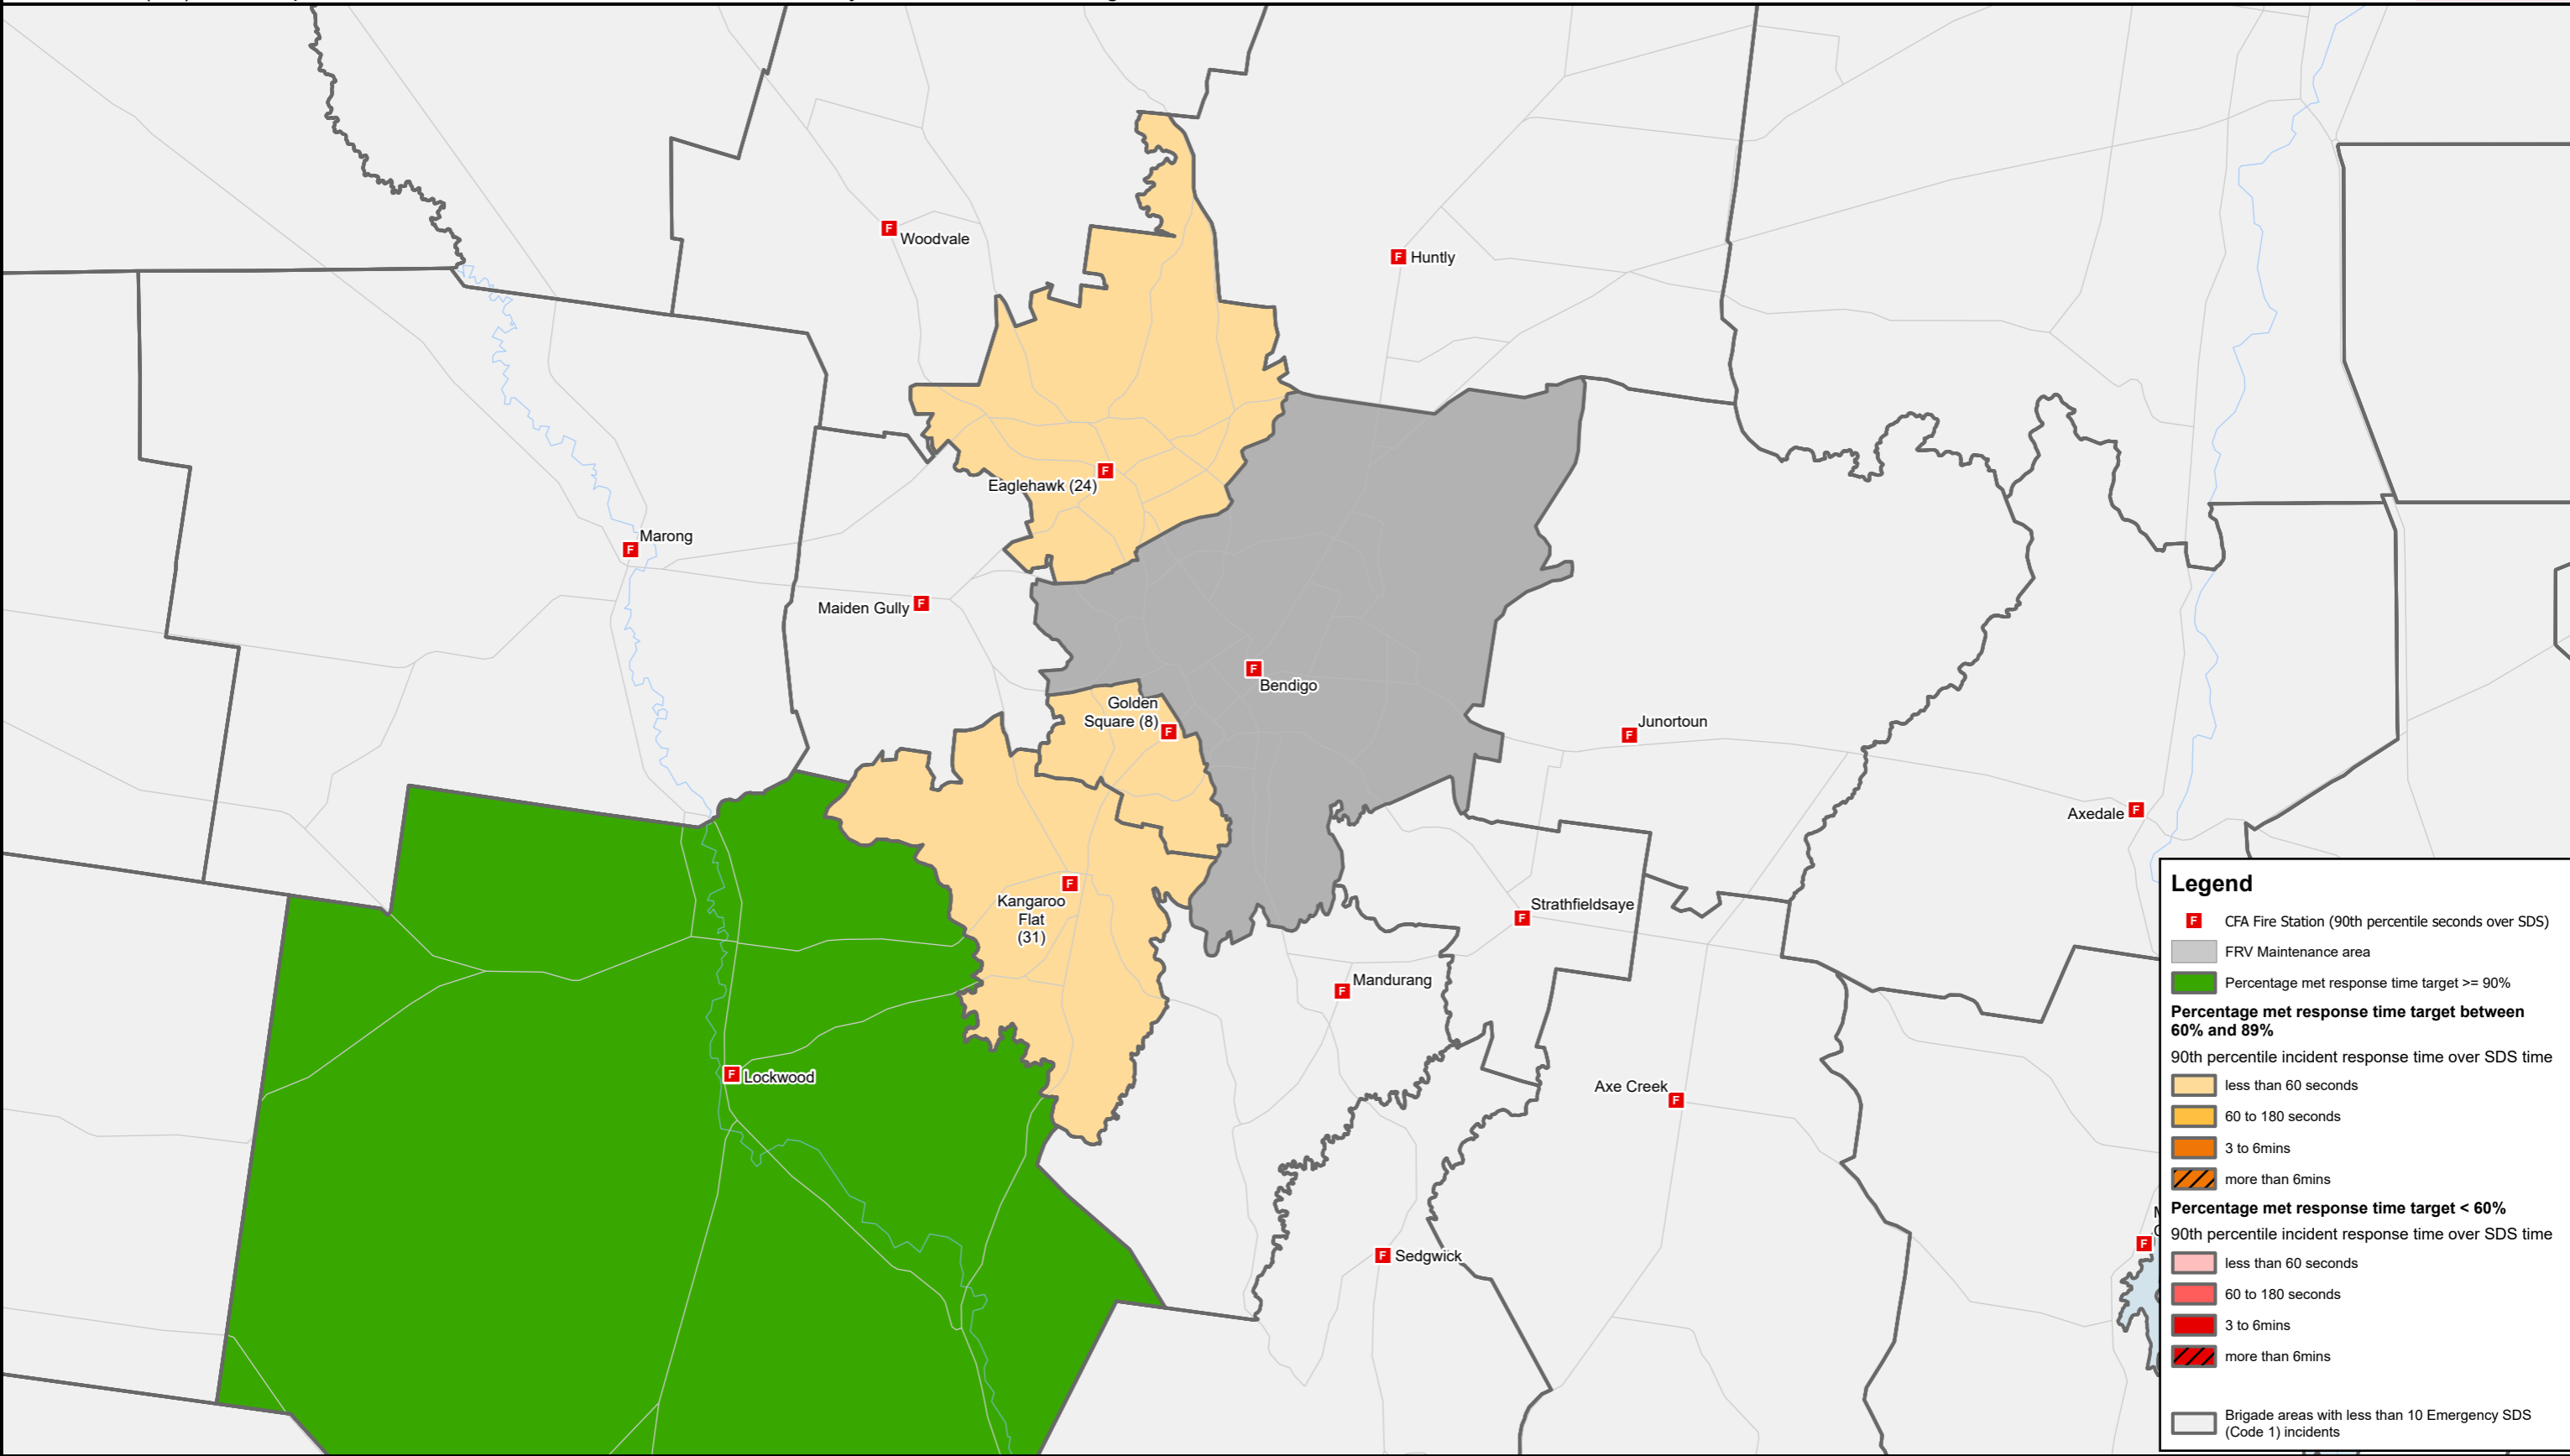 Woodvale
F Huntly
Eaglehawk (24)
Marong
Maiden Gully
Bendigo
Golden
Square (8)
Junortoun
Axedale
Kangaroo
Flat
(31)
Strathfieldsaye
Mandurang
Lockwood
Axe Creek
Sedgwick
Legend
F CFA Fire Station (90th percentile seconds over SDS)
FRV Maintenance area
Percentage met response time target >= 90%
Percentage met response time target between
60% and 89%
90th percentile incident response time over SDS time
less than 60 seconds
60 to 180 seconds
3 to 6mins
more than 6mins
Percentage met response time target < 60%
90th percentile incident response time over SDS time
less than 60 seconds
60 to 180 seconds
3 to 6mins
more than 6mins
Brigade areas with less than 10 Emergency SDS
(Code 1) incidents